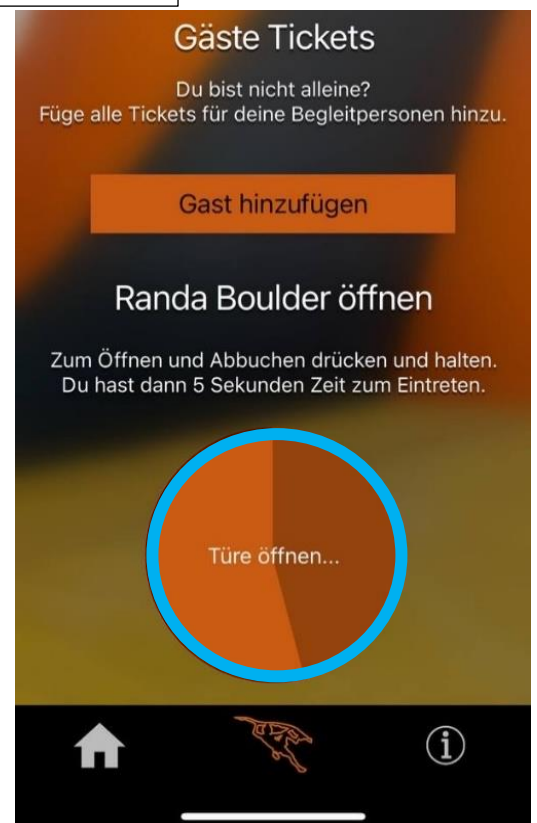 Gäste Tickets
Du bist nicht alleine?
Füge alle Tickets für deine Begleitpersonen hinzu.
Gast hinzufügen
Randa Boulder öffnen
Zum Öffnen und Abbuchen drücken und halten.
Du hast dann 5 Sekunden Zeit zum Eintreten.
Türe öffnen...